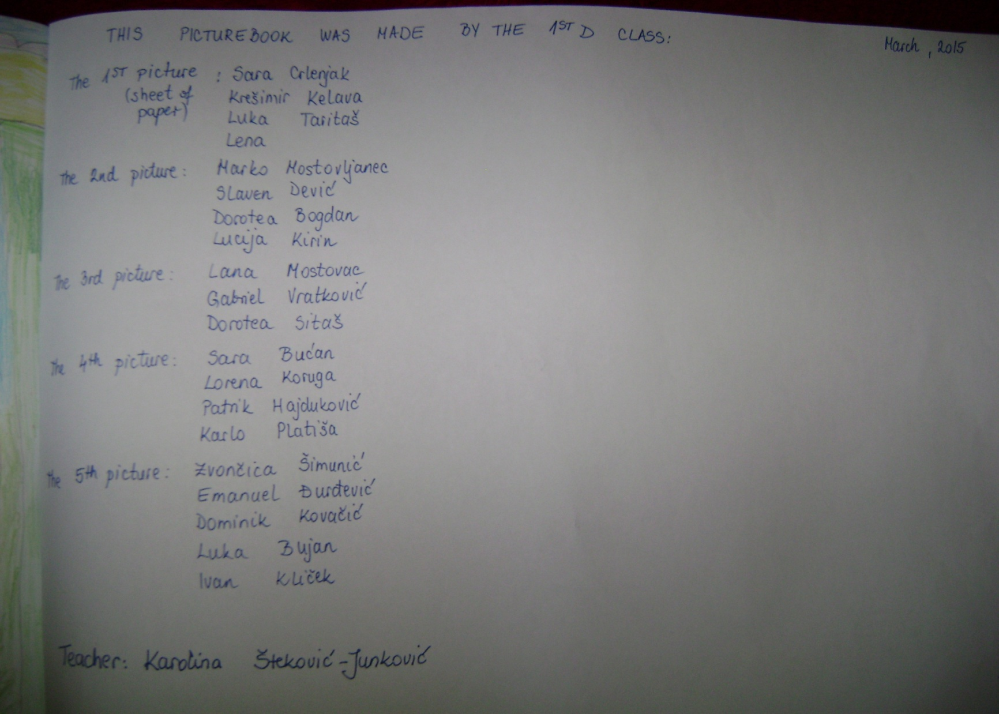 THIS PICTUREBOOK WAS MADE BY THE 1ST D CLASS:
March, 2015
The 1ST picture : Sara Crlenjak
(sheet of Krešimir Kelava
paper) Luka Taritaš
Lena
The 2nd picture: Marko Mostovljanec
Slaven Dević
Dorotea Bogdan
Lucija Kirin
The 3rd picture: Lana Mostovac
Gabriel Vratković
Dorotea Sitaš
The 4th picture: Sara Bućan
Lorena Koruga
Patrik Hajduković
Karlo Platiša
The 5th picture: Zvončica Šimunić
Emanuel Đurđević
Dominik Kovačić
Luka Bujan
Ivan Kliček
Teacher: Karolina Šteković-Junković